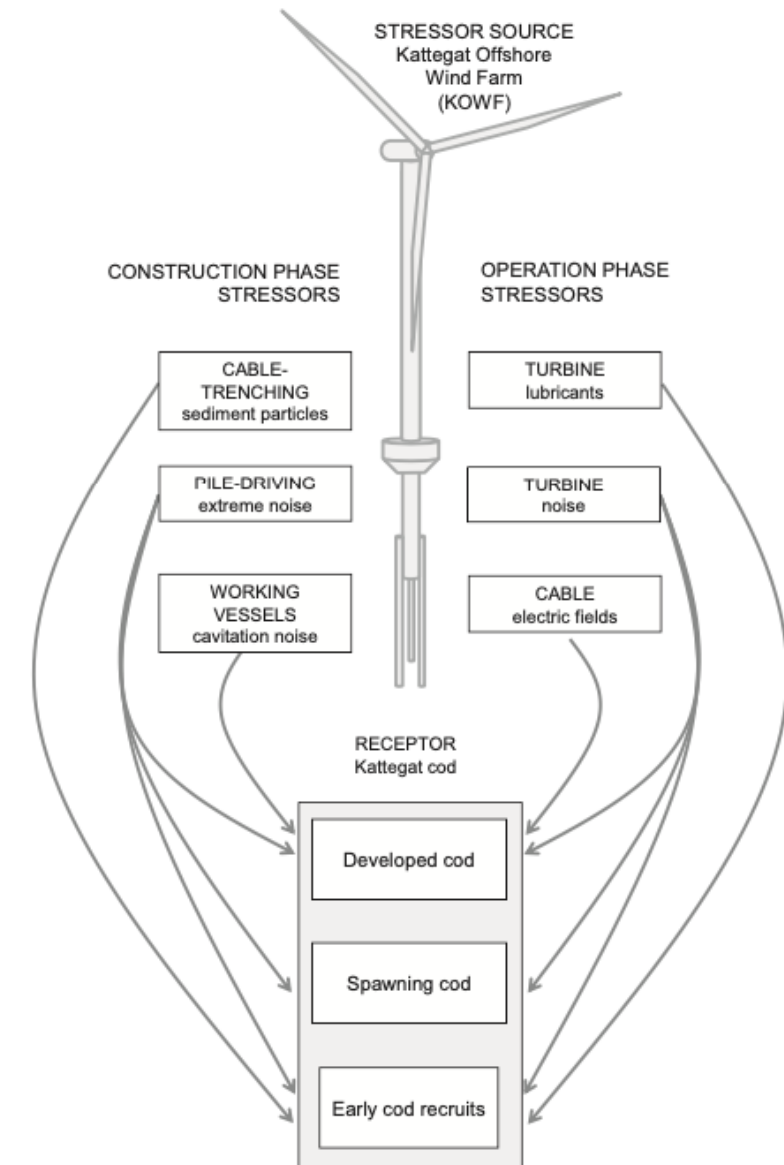 STRESSOR SOURCE
Kattegat Offshore
Wind Farm
(KOWF)
CONSTRUCTION PHASE
STRESSORS
OPERATION PHASE
STRESSORS
CABLE-
TRENCHING
sediment particles
TURBINE
lubricants
PILE-DRIVING
extreme noise
TURBINE
noise
WORKING
VESSELS
cavitation noise
CABLE
electric fields
RECEPTOR
Kattegat cod
Developed cod
Spawning cod
Early cod recruits